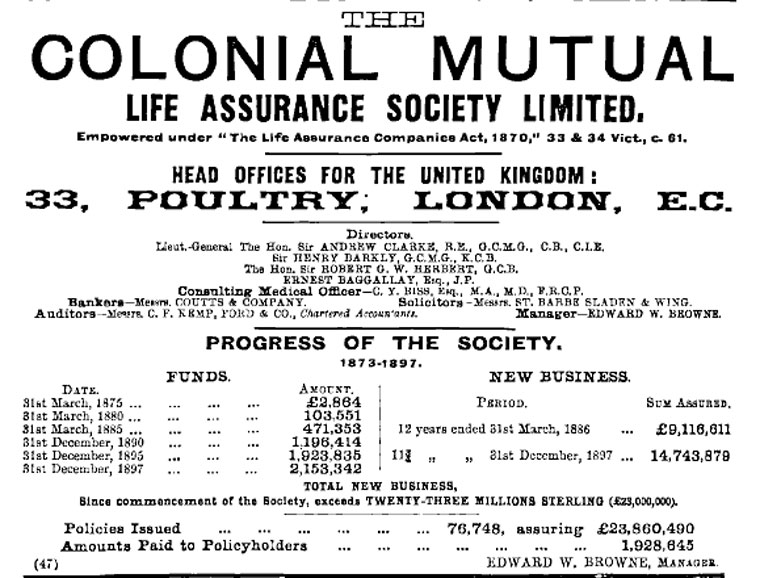 THE
COLONIAL MUTUAL
LIFE ASSURANCE SOCIETY LIMITED.
Empowered under "The Life Assurance Companies Act, 1870," 33 & 34 Vict., c. 61.
HEAD OFFICES FOR THE UNITED KINGDOM:
33, POULTRY, LONDON, E.C.
Directors.
Lieut.-General The Hon. Sir ANDREW CLARKE, R.E., G.C.M.G., C.B., C.I.E.
Sir HENRY BARKLY, G.C.M.G., K.C.B.
The Hon. Sir ROBERT G. W. HERBERT, G.C.B.
ERNEST BAGGALLAY, Esq., J.P.
Consulting Medical Officer—C. Y. BISS, Esq., M.A., M.D., F.R.C.P.
Bankers—Messrs. COUTTS & COMPANY. Solicitors—Messrs. ST. BARBE SLADEN & WING.
Auditors—Messrs. C. F. KEMP, FORD & CO., Chartered Accountants. Manager—EDWARD W. BROWNE.
PROGRESS OF THE SOCIETY.
1873-1897.
FUNDS.
DATE. AMOUNT.
31st March, 1875 ... ... ... ... £2,864
31st March, 1880 ... ... ... ... 103,551
31st March, 1885 ... ... ... ... 471,353
31st December, 1890 ... ... ... 1,196,414
31st December, 1895 ... ... ... 1,923,835
31st December, 1897 ... ... ... 2,153,342
NEW BUSINESS.
PERIOD. SUM ASSURED.
12 years ended 31st March, 1886 ... £9,116,611
11¾ „ „ 31st December, 1897 ... 14,743,879
TOTAL NEW BUSINESS,
Since commencement of the Society, exceeds TWENTY-THREE MILLIONS STERLING (£23,000,000).
Policies Issued ... ... ... ... ... ... 76,748, assuring £23,860,490
Amounts Paid to Policyholders ... ... ... ... ... ... ... 1,928,645
(47) EDWARD W. BROWNE, MANAGER.